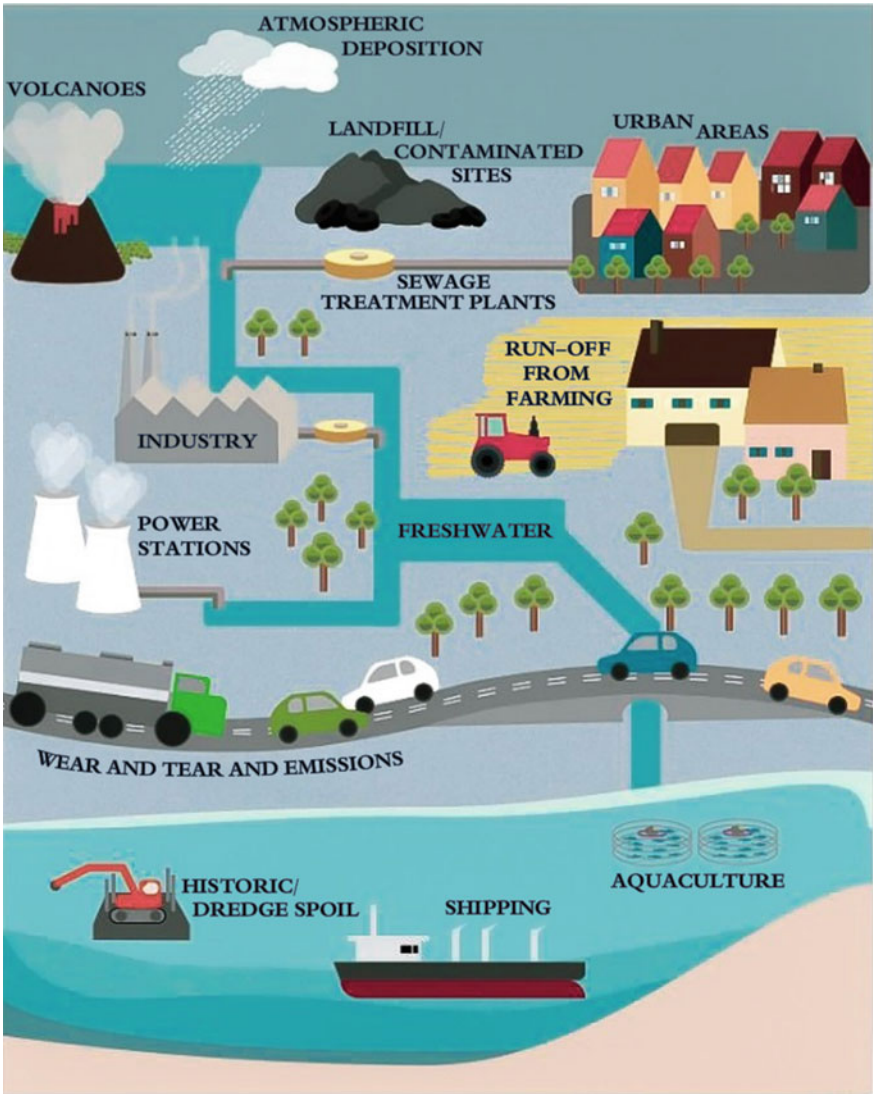 ATMOSPHERIC
DEPOSITION
VOLCANOES
LANDFILL/
CONTAMINATED
SITES
URBAN AREAS
SEWAGE
TREATMENT PLANTS
RUN–OFF
FROM
FARMING
INDUSTRY
POWER
STATIONS
FRESHWATER
WEAR AND TEAR AND EMISSIONS
HISTORIC/
DREDGE SPOIL
SHIPPING
AQUACULTURE